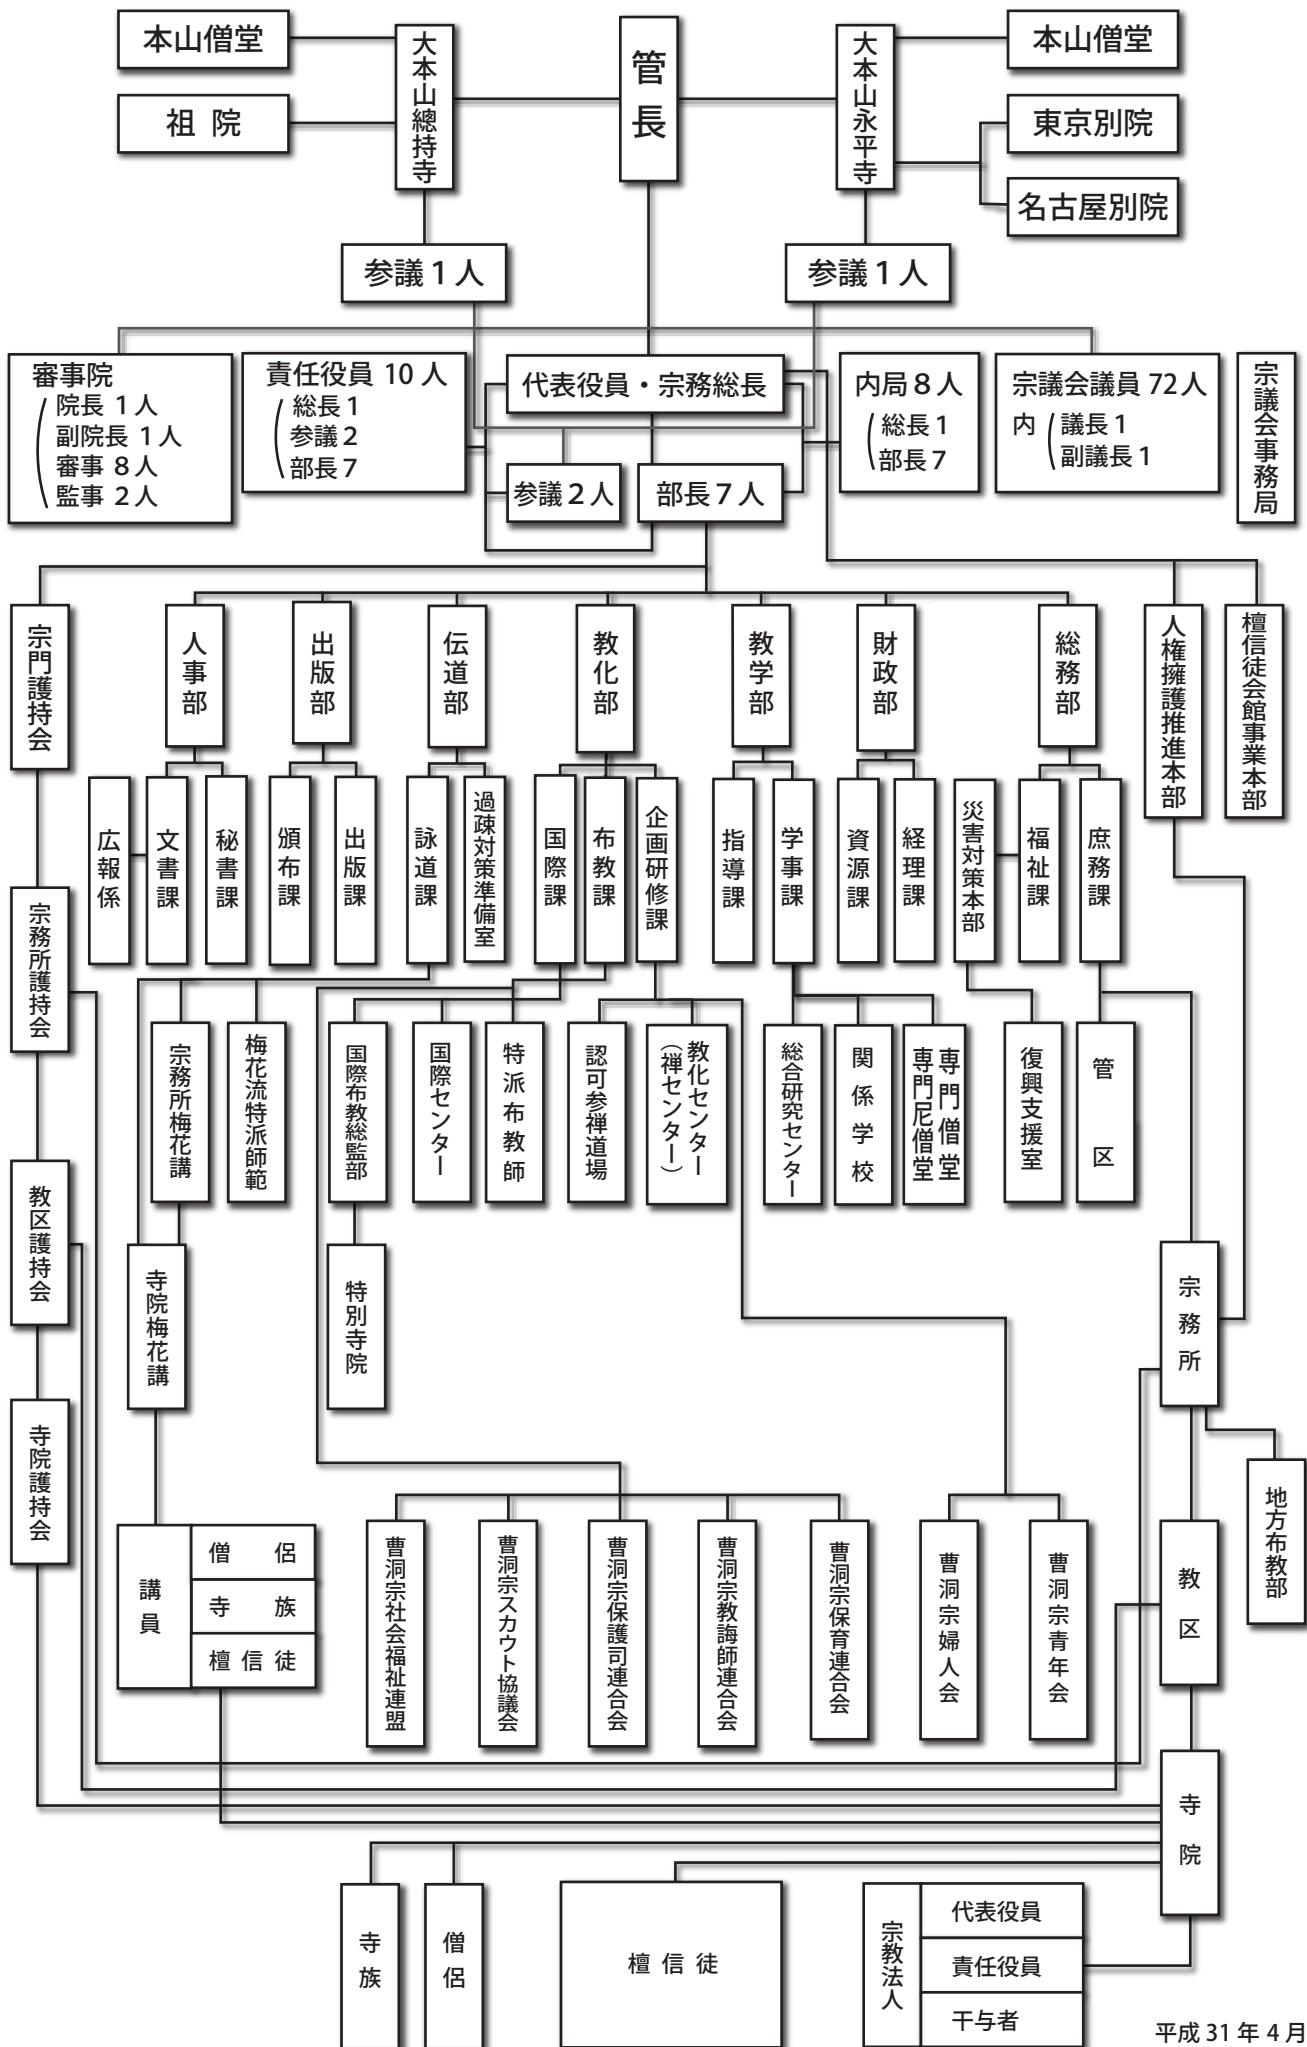 本山僧堂
祖院
大本山總持寺
管長
大本山永平寺
本山僧堂
東京別院
名古屋別院
参議1人
参議1人
審事院
院長 1人
副院長 1人
審事 8人
監事 2人
責任役員 10人
総長1
参議2
部長7
代表役員・宗務総長
参議2人
部長7人
内局8人
総長1
部長7
宗議会議員 72人
内
議長1
副議長1
宗議会事務局
宗門護持会
人事部
出版部
伝道部
教化部
教学部
財政部
総務部
人権擁護推進本部
檀信徒会館事業本部
広報係
文書課
秘書課
頒布課
出版課
詠道課
過疎対策準備室
国際課
布教課
企画研修課
指導課
学事課
資源課
経理課
災害対策本部
福祉課
庶務課
宗務所護持会
宗務所梅花講
梅花流特派師範
国際布教総監部
国際センター
特派布教師
認可参禅道場
教化センター
（禅センター）
総合研究センター
関係学校
専門僧堂
専門尼僧堂
復興支援室
管区
教区護持会
寺院梅花講
特別寺院
宗務所
寺院護持会
地方布教部
講員
僧侶
寺族
檀信徒
曹洞宗社会福祉連盟
曹洞宗スカウト協議会
曹洞宗保護司連合会
曹洞宗教誨師連合会
曹洞宗保育連合会
曹洞宗婦人会
曹洞宗青年会
教区
寺院
寺族
僧侶
檀信徒
宗教法人
代表役員
責任役員
干与者
平成 31 年 4 月